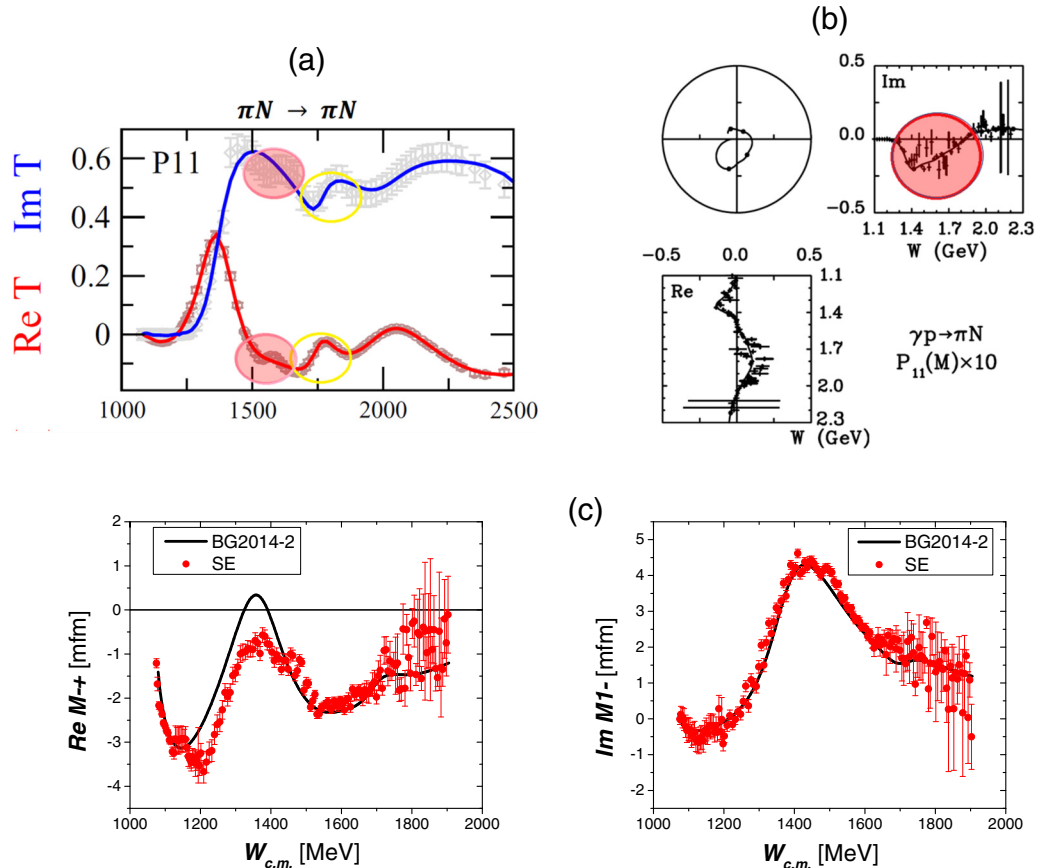 (a)
πN → πN
P11
Im T
Re T
0.6
0.4
0.2
0
1000 1500 2000 2500
(b)
0.5
0.0
-0.5
Im
1.1 1.4 1.7 2.0 2.3
W (GeV)
-0.5 0.0 0.5
Re
1.1
1.4
1.7
2.0
2.3
W (GeV)
γp→πN
P11(M)×10
(c)
BG2014-2
SE
2
1
0
-1
-2
-3
-4
Re M-+ [mfm]
1000 1200 1400 1600 1800 2000
Wc.m. [MeV]
BG2014-2
SE
6
5
4
3
2
1
0
-1
Im M1- [mfm]
1000 1200 1400 1600 1800 2000
Wc.m. [MeV]